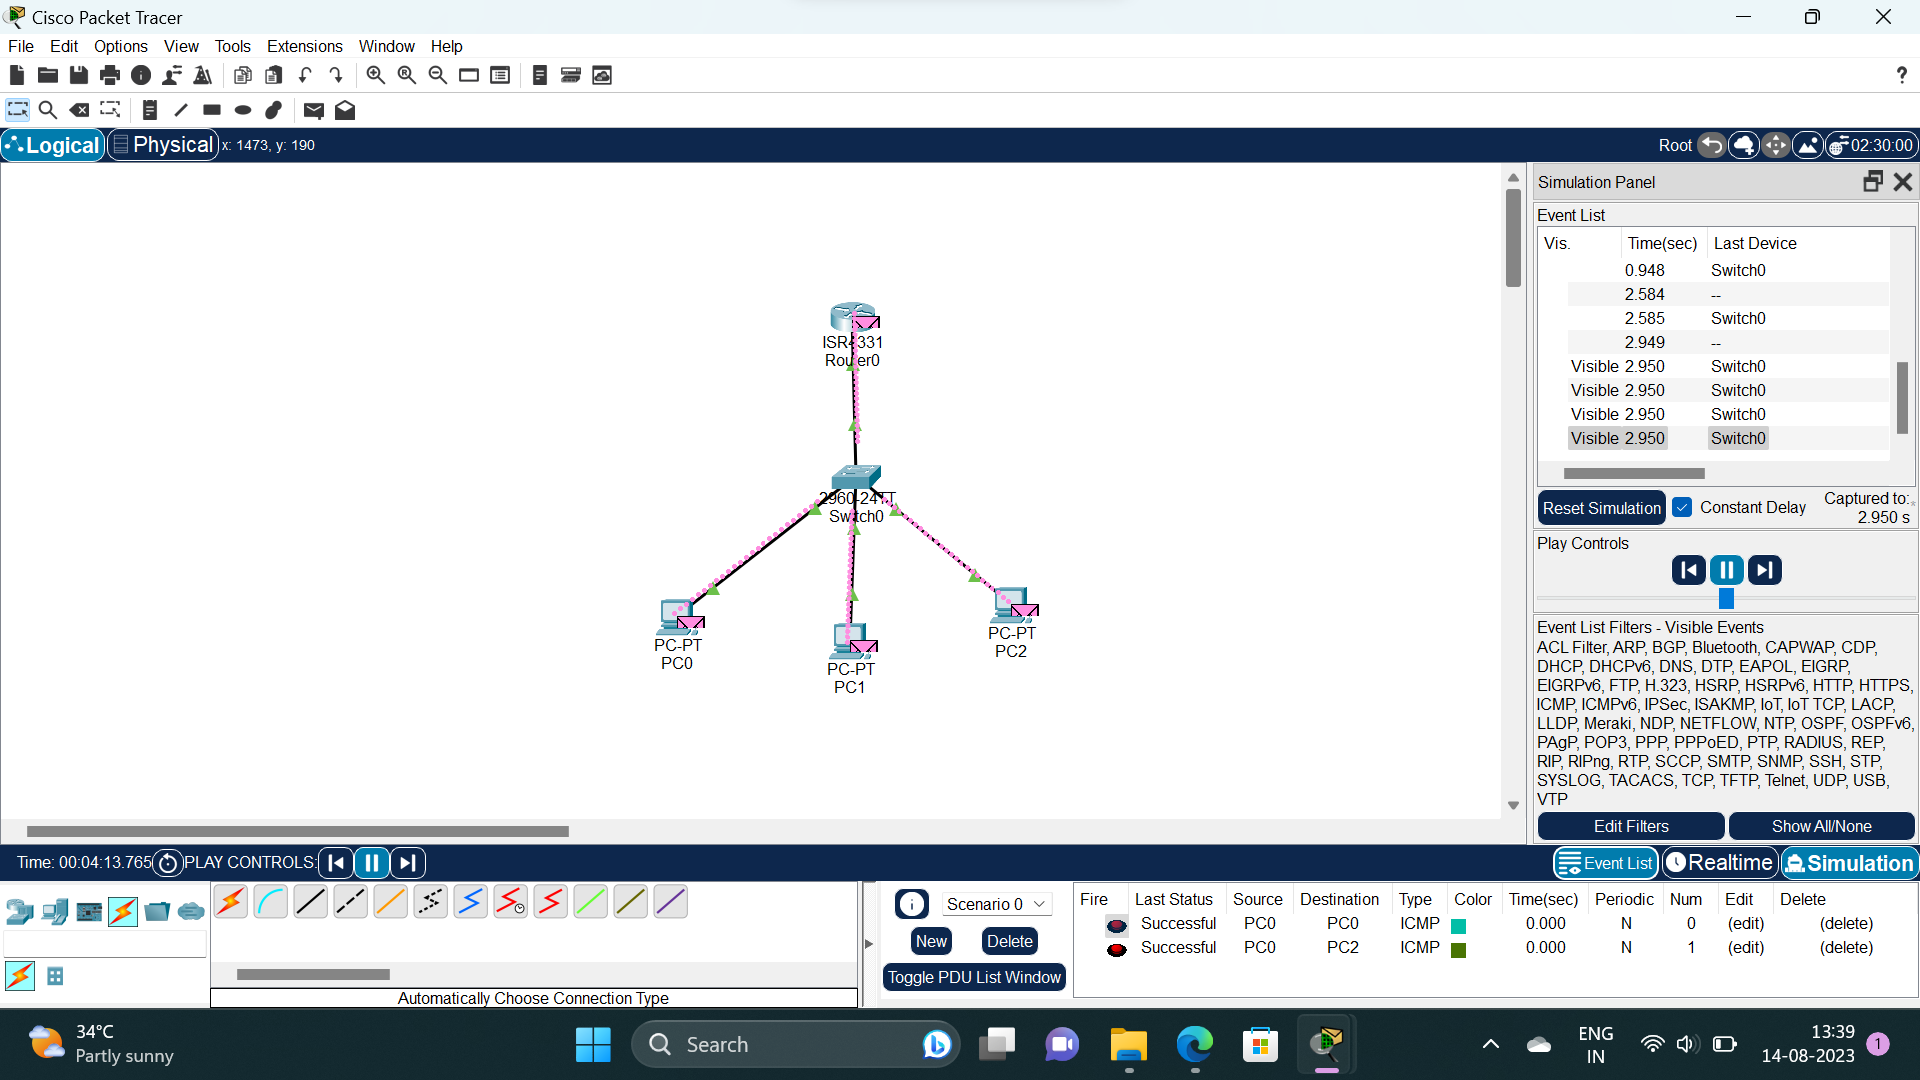 Cisco Packet Tracer
File Edit Options View Tools Extensions Window Help
?
Logical Physical x: 1473, y: 190 Root 02:30:00
Simulation Panel
Event List
Vis. Time(sec) Last Device
0.948 Switch0
2.584 --
2.585 Switch0
2.949 --
Visible 2.950 Switch0
Visible 2.950 Switch0
Visible 2.950 Switch0
Visible 2.950 Switch0
Reset Simulation Constant Delay Captured to:
2.950 s
Play Controls
Event List Filters - Visible Events
ACL Filter, ARP, BGP, Bluetooth, CAPWAP, CDP,
DHCP, DHCPv6, DNS, DTP, EAPOL, EIGRP,
EIGRPv6, FTP, H.323, HSRP, HSRPv6, HTTP, HTTPS,
ICMP, ICMPv6, IPSec, ISAKMP, IoT, IoT TCP, LACP,
LLDP, Meraki, NDP, NETFLOW, NTP, OSPF, OSPFv6,
PAgP, POP3, PPP, PPPoED, PTP, RADIUS, REP,
RIP, RIPng, RTP, SCCP, SMTP, SNMP, SSH, STP,
SYSLOG, TACACS, TCP, TFTP, Telnet, UDP, USB,
VTP
Edit Filters Show All/None
ISR4331
Router0
2960-24TT
Switch0
PC-PT
PC0
PC-PT
PC1
PC-PT
PC2
Time: 00:04:13.765 PLAY CONTROLS: Event List Realtime Simulation
Automatically Choose Connection Type
Scenario 0
New Delete
Toggle PDU List Window
Fire Last Status Source Destination Type Color Time(sec) Periodic Num Edit Delete
Successful PC0 PC0 ICMP 0.000 N 0 (edit) (delete)
Successful PC0 PC2 ICMP 0.000 N 1 (edit) (delete)
34°C
Partly sunny
Search
ENG
IN
13:39
14-08-2023
1